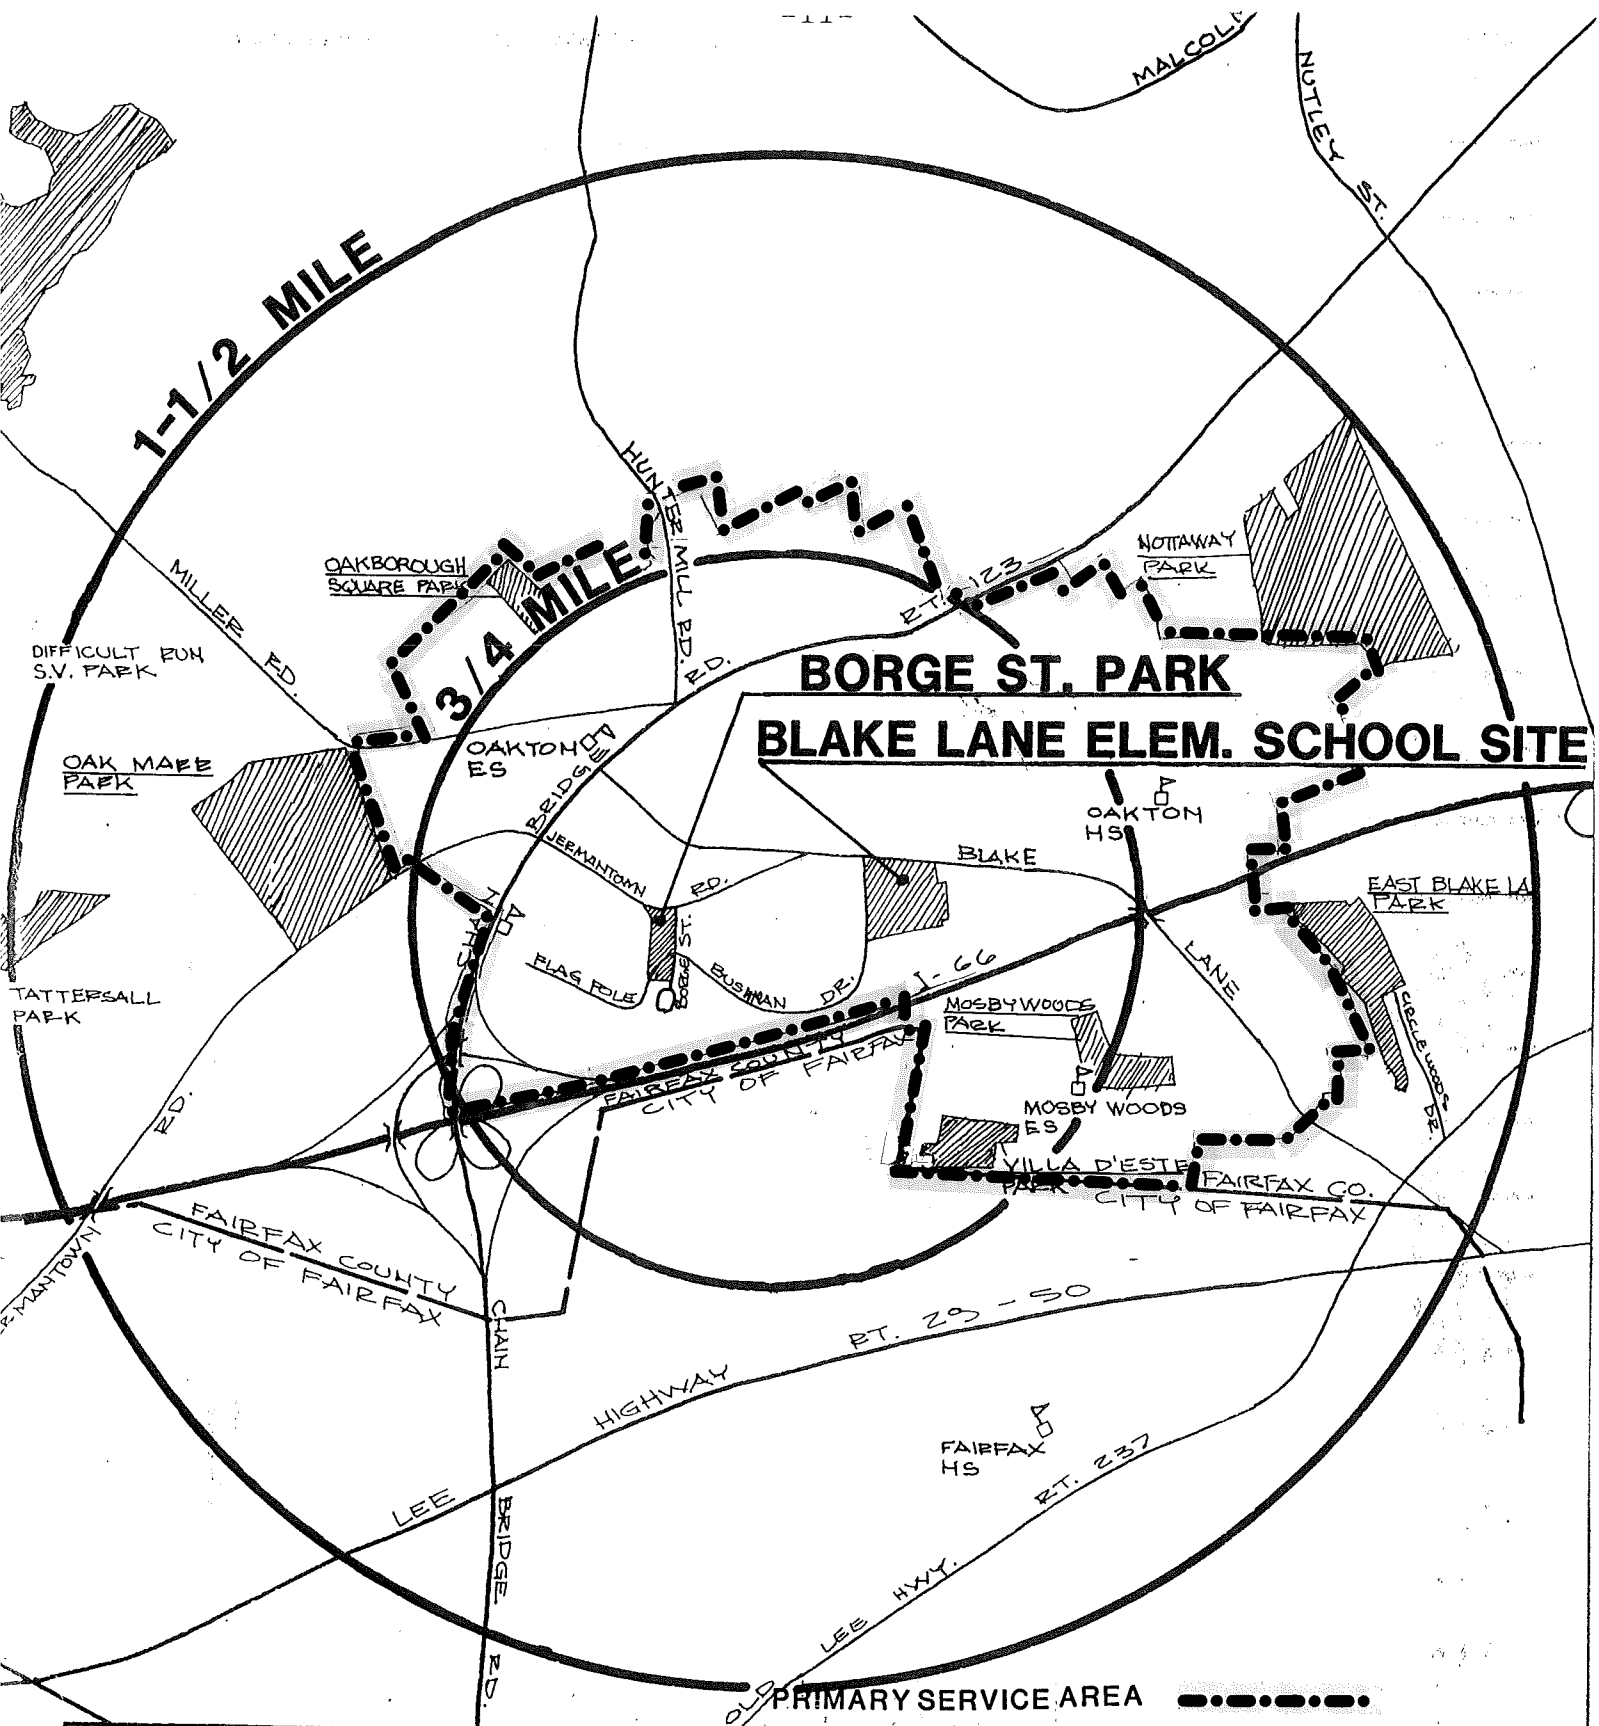 -11-
MALCOLM
NUTLEY ST.
1-1/2 MILE
HUNTER MILL RD.
OAKBOROUGH
SQUARE PARK
3/4 MILE
NOTTAWAY
PARK
RT. 123
MILLER RD.
DIFFICULT RUN
S.V. PARK
BORGE ST. PARK
BLAKE LANE ELEM. SCHOOL SITE
OAKTON
ES
OAK MARR
PARK
BRIDGE RD.
OAKTON
HS
JERMANTOWN RD.
BLAKE LANE
EAST BLAKE LA
PARK
FLAG POLE
BORGE ST.
BUSHMAN DR.
I-66
TATTERSALL
PARK
MOSBY WOODS
PARK
CIRCLE WOODS DR.
FAIRFAX COUNTY
CITY OF FAIRFAX
MOSBY WOODS
ES
RD.
VILLA D'ESTE
PARK
FAIRFAX CO.
CITY OF FAIRFAX
FAIRFAX COUNTY
CITY OF FAIRFAX
RMANTOWN
CHAIN BRIDGE RD.
LEE HIGHWAY RT. 29-50
FAIRFAX
HS
OLD LEE HWY. RT. 237
PRIMARY SERVICE AREA